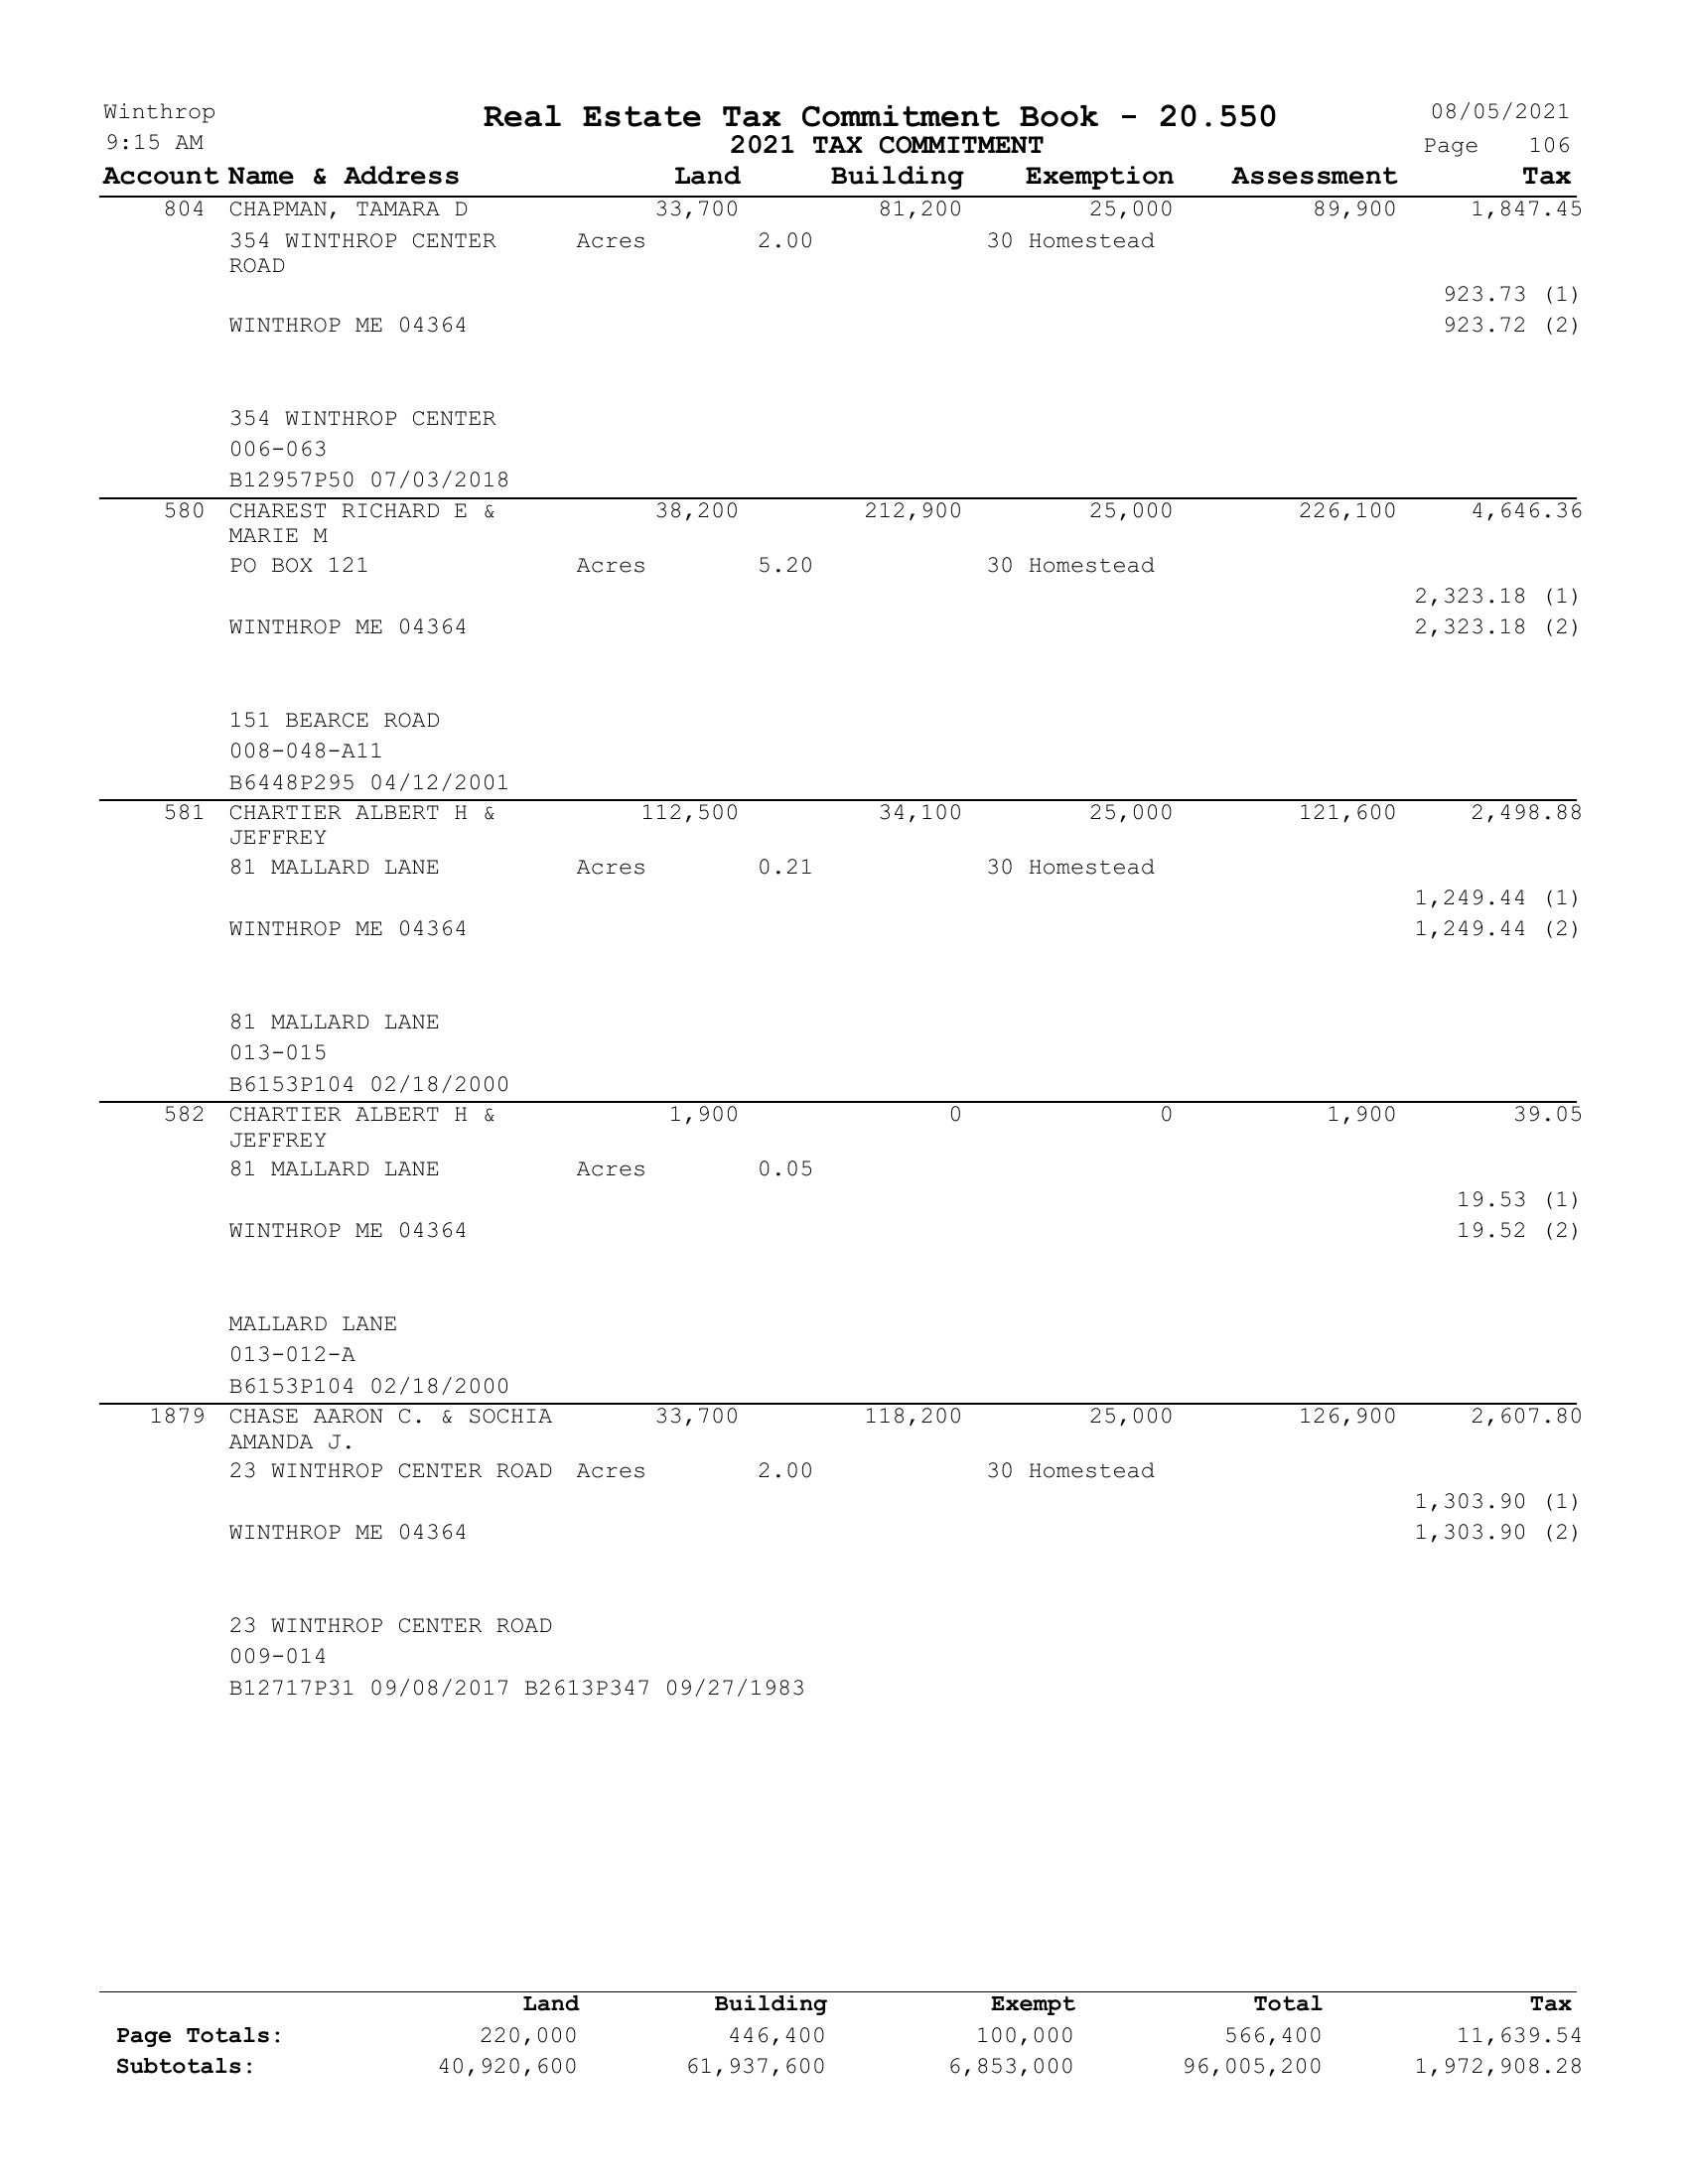 Winthrop Real Estate Tax Commitment Book - 20.550 08/05/2021
9:15 AM 2021 TAX COMMITMENT Page 106
Account Name & Address Land Building Exemption Assessment Tax
804 CHAPMAN, TAMARA D 33,700 81,200 25,000 89,900 1,847.45
354 WINTHROP CENTER Acres 2.00 30 Homestead
ROAD
923.73 (1)
WINTHROP ME 04364 923.72 (2)
354 WINTHROP CENTER
006-063
B12957P50 07/03/2018
580 CHAREST RICHARD E & 38,200 212,900 25,000 226,100 4,646.36
MARIE M
PO BOX 121 Acres 5.20 30 Homestead
2,323.18 (1)
WINTHROP ME 04364 2,323.18 (2)
151 BEARCE ROAD
008-048-A11
B6448P295 04/12/2001
581 CHARTIER ALBERT H & 112,500 34,100 25,000 121,600 2,498.88
JEFFREY
81 MALLARD LANE Acres 0.21 30 Homestead
1,249.44 (1)
WINTHROP ME 04364 1,249.44 (2)
81 MALLARD LANE
013-015
B6153P104 02/18/2000
582 CHARTIER ALBERT H & 1,900 0 0 1,900 39.05
JEFFREY
81 MALLARD LANE Acres 0.05
19.53 (1)
WINTHROP ME 04364 19.52 (2)
MALLARD LANE
013-012-A
B6153P104 02/18/2000
1879 CHASE AARON C. & SOCHIA 33,700 118,200 25,000 126,900 2,607.80
AMANDA J.
23 WINTHROP CENTER ROAD Acres 2.00 30 Homestead
1,303.90 (1)
WINTHROP ME 04364 1,303.90 (2)
23 WINTHROP CENTER ROAD
009-014
B12717P31 09/08/2017 B2613P347 09/27/1983
Land Building Exempt Total Tax
Page Totals: 220,000 446,400 100,000 566,400 11,639.54
Subtotals: 40,920,600 61,937,600 6,853,000 96,005,200 1,972,908.28